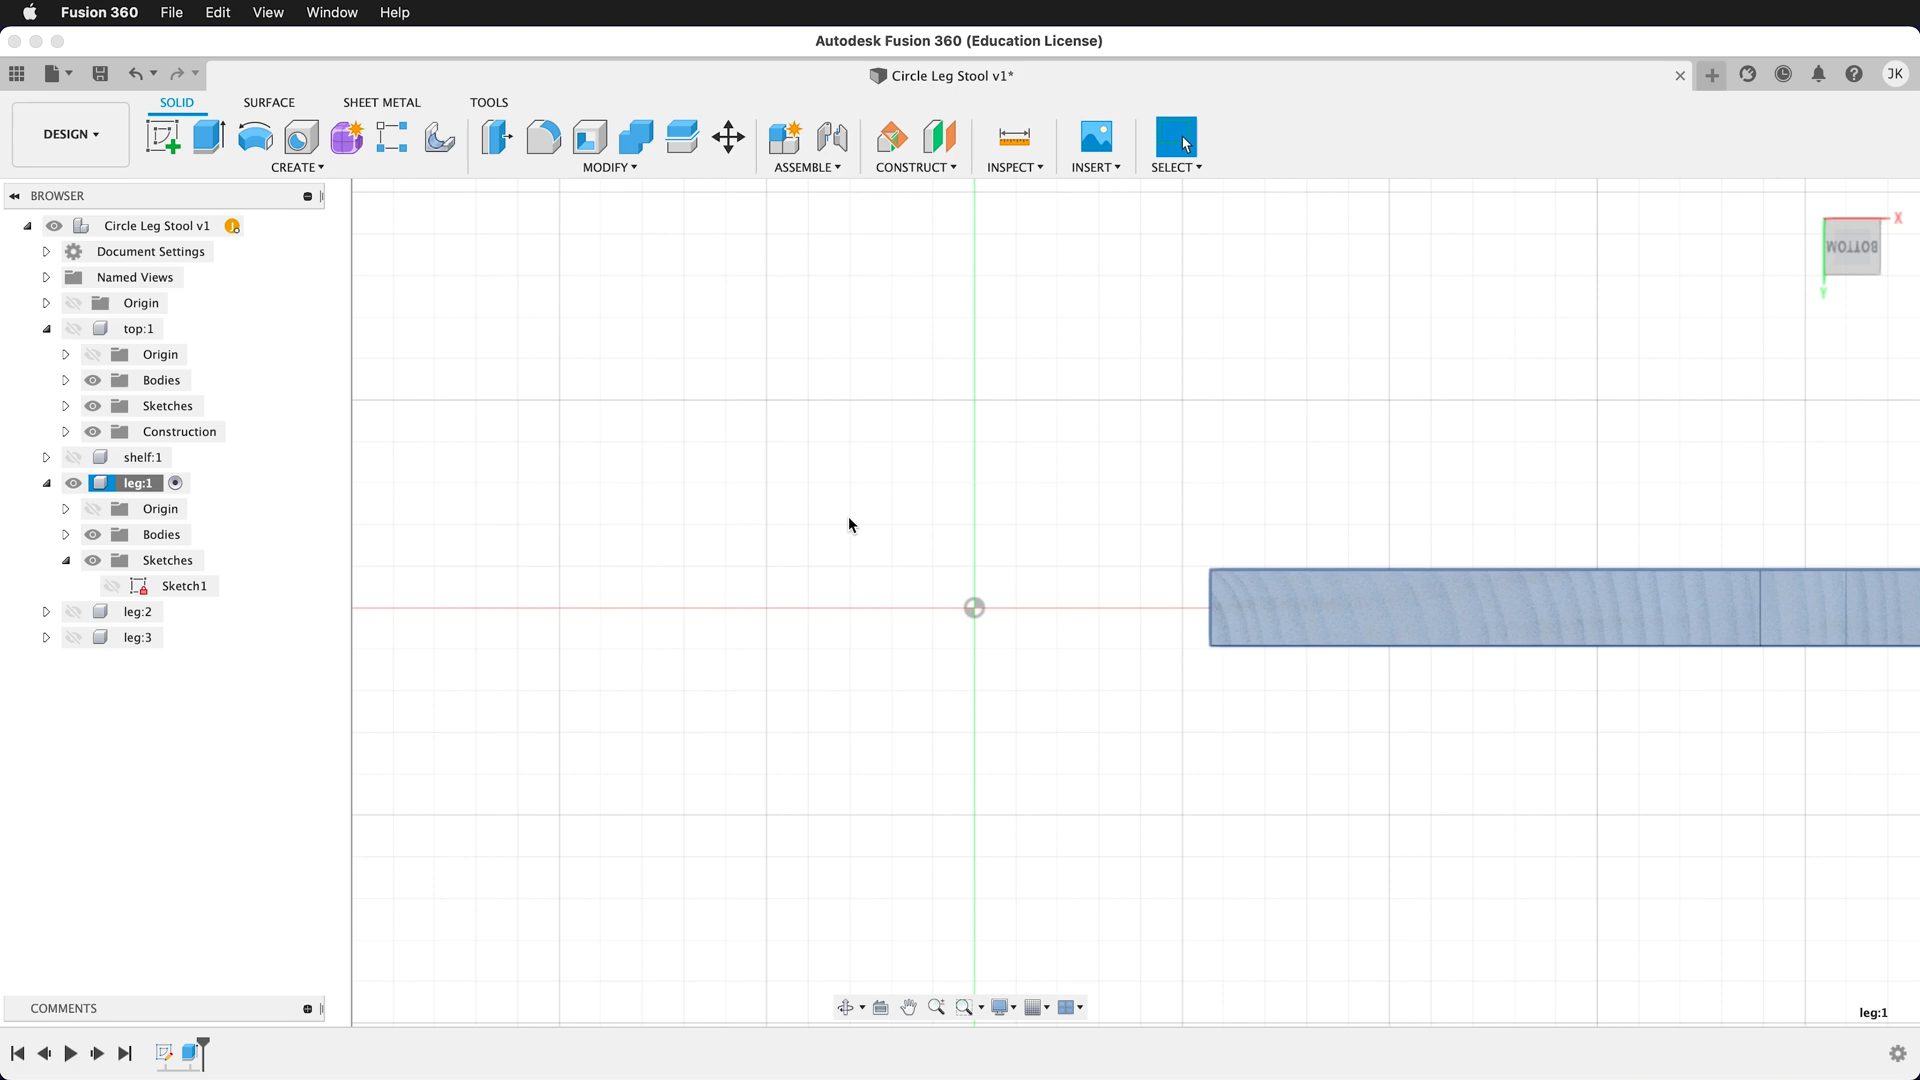 Fusion 360 File Edit View Window Help
Autodesk Fusion 360 (Education License)
Circle Leg Stool v1*
JK
SOLID SURFACE SHEET METAL TOOLS
DESIGN
CREATE MODIFY ASSEMBLE CONSTRUCT INSPECT INSERT SELECT
BROWSER
Circle Leg Stool v1
Document Settings
Named Views
Origin
top:1
Origin
Bodies
Sketches
Construction
shelf:1
leg:1
Origin
Bodies
Sketches
Sketch1
leg:2
leg:3
X
BOTTOM
Y
COMMENTS
leg:1